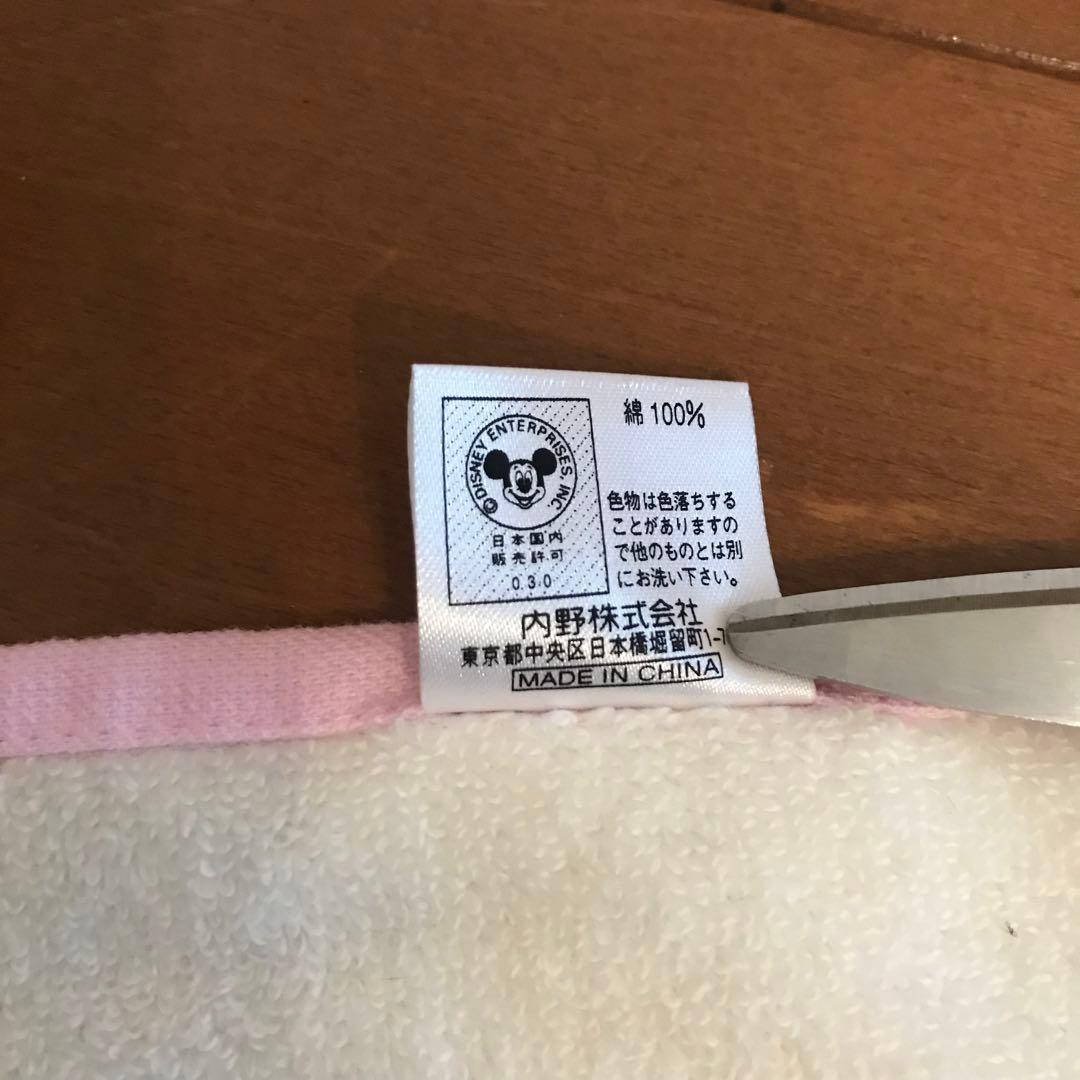 ©DISNEY ENTERPRISES, INC.
日本国内
販売許可
0.3.0
綿 100%
色物は色落ちする
ことがありますの
で他のものとは別
にお洗い下さい。
内野株式会社
東京都中央区日本橋堀留町1-7
MADE IN CHINA